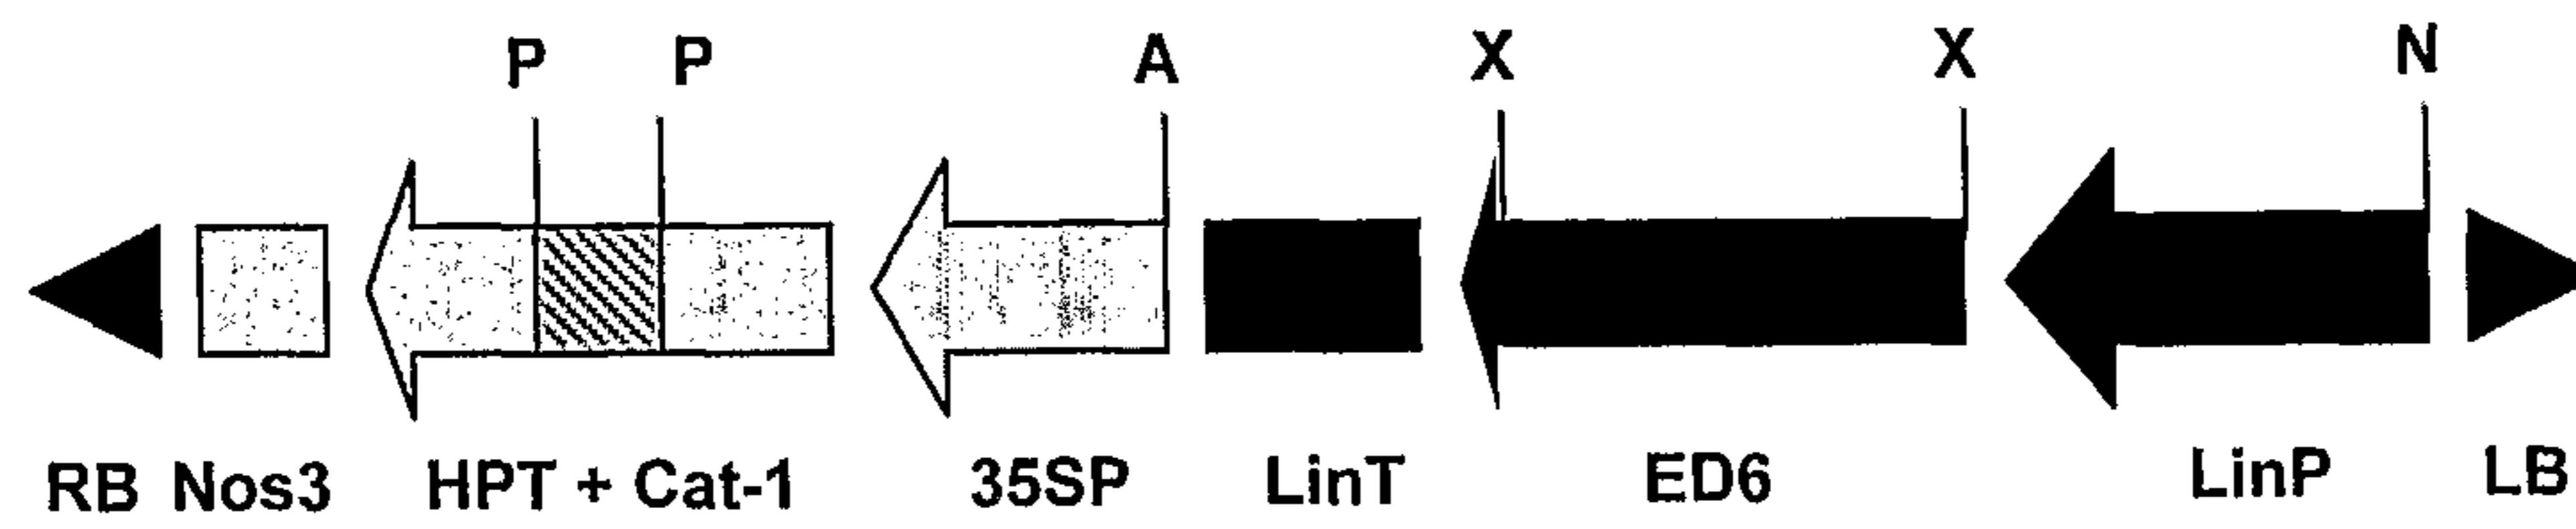 P P A X X N
RB Nos3 HPT + Cat-1 35SP LinT ED6 LinP LB